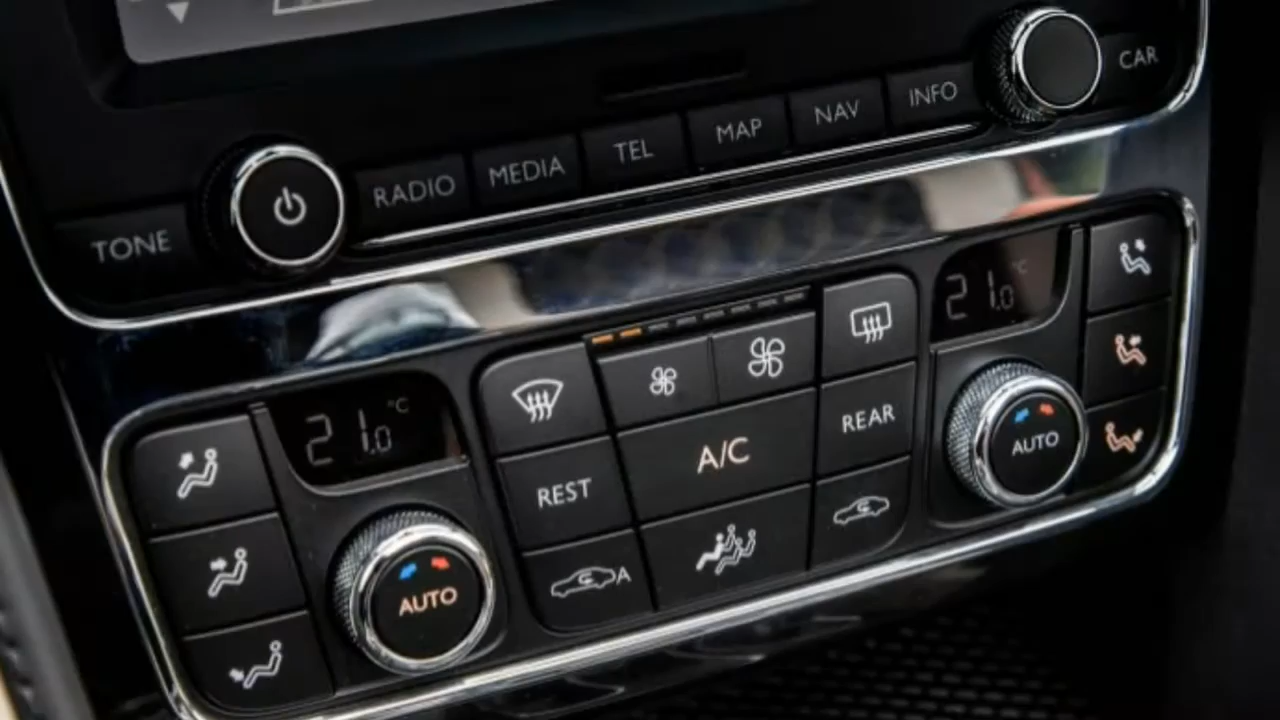 TONE RADIO MEDIA TEL MAP NAV INFO CAR
21.0 °C
21.0 °C
REAR
A/C
AUTO
REST
A
AUTO